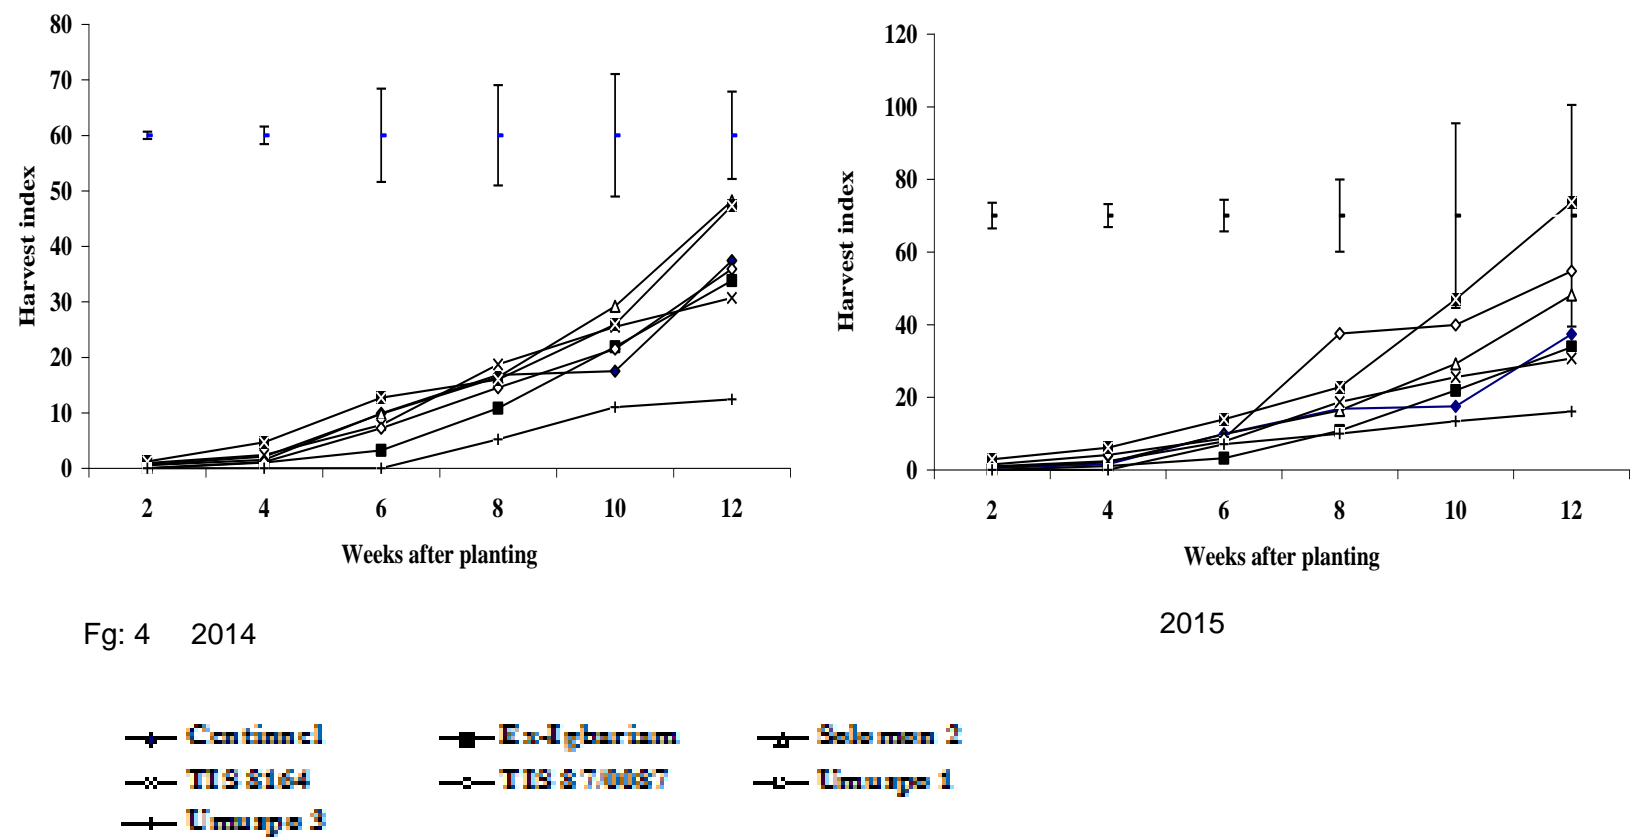 80
70
60
50
40
30
20
10
0
Harvest index
2 4 6 8 10 12
Weeks after planting
120
100
80
60
40
20
0
Harvest index
2 4 6 8 10 12
Weeks after planting
Fg: 4 2014
2015
Centinnel Ex-Igbariam Solomon 2
TIS 8164 TIS 87/0087 Umuspo 1
Umuspo 3